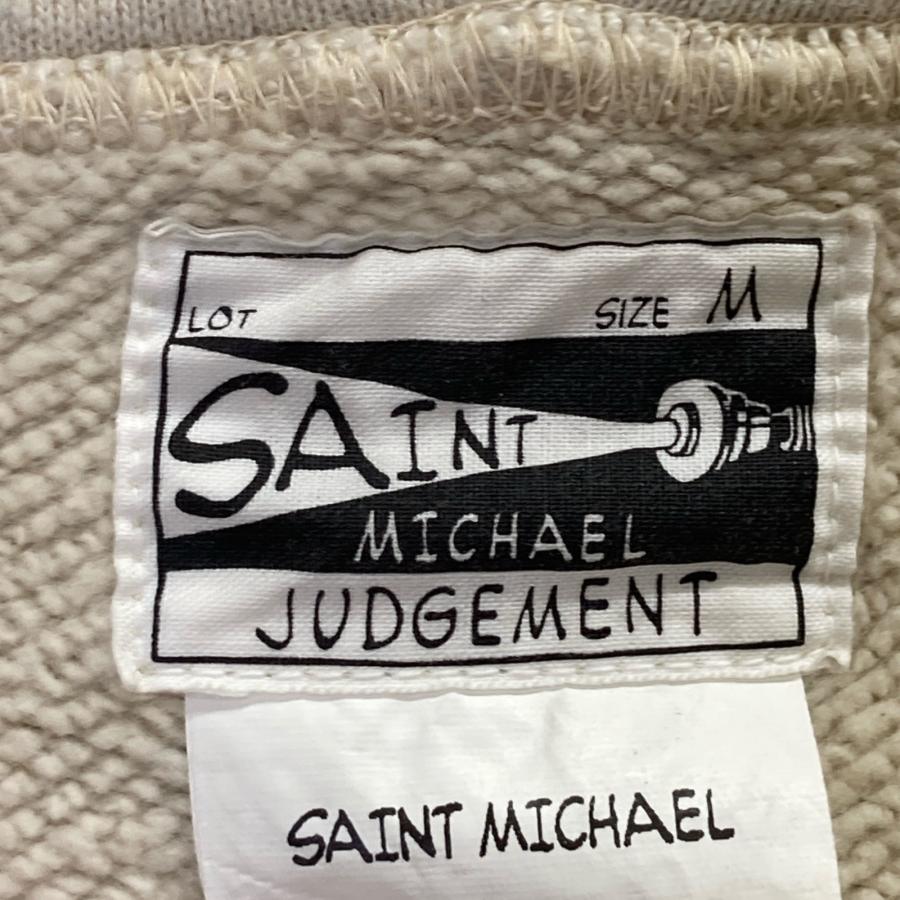 LOT SIZE M
SAINT
MICHAEL
JUDGEMENT
SAINT MICHAEL